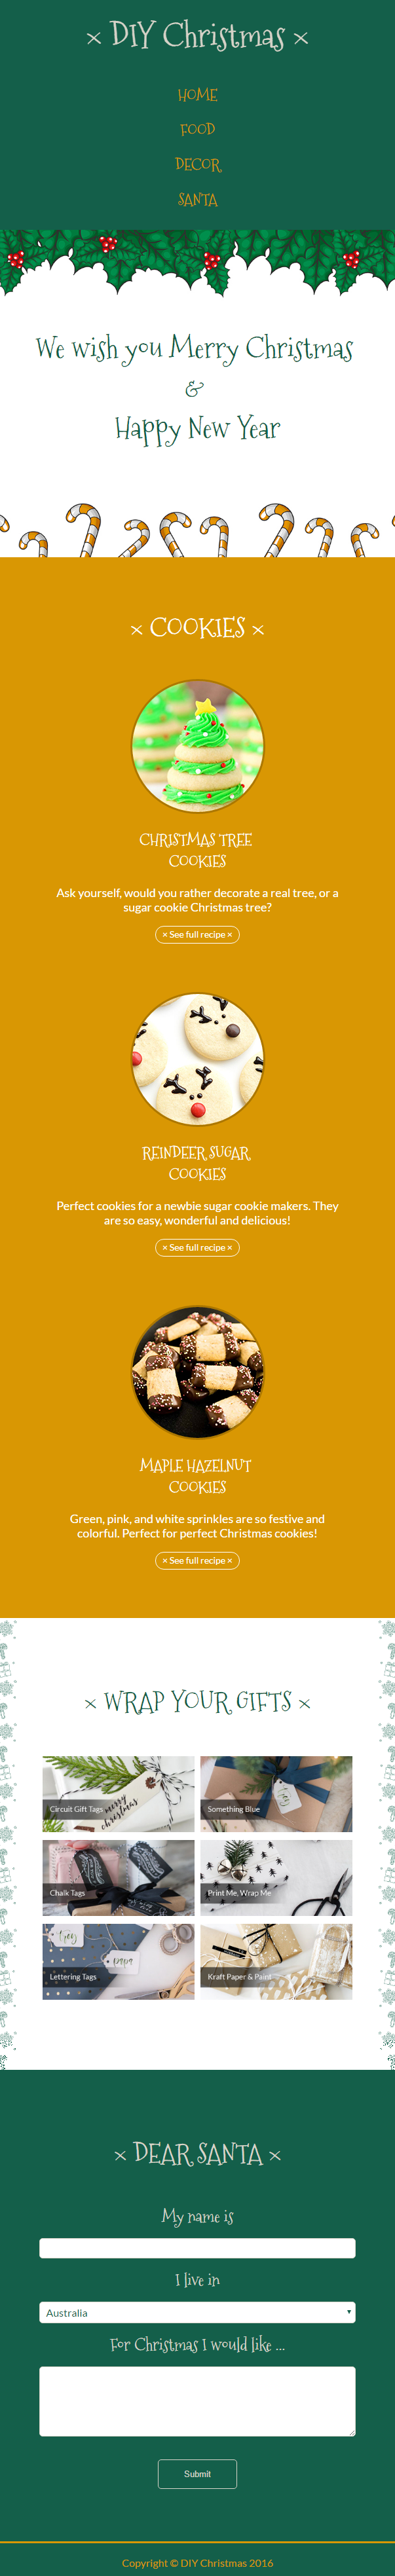 × DIY Christmas ×
HOME
FOOD
DECOR
SANTA
We wish you Merry Christmas
&
Happy New Year
× COOKIES ×
CHRISTMAS TREE
COOKIES
Ask yourself, would you rather decorate a real tree, or a
sugar cookie Christmas tree?
× See full recipe ×
REINDEER SUGAR
COOKIES
Perfect cookies for a newbie sugar cookie makers. They
are so easy, wonderful and delicious!
× See full recipe ×
MAPLE HAZELNUT
COOKIES
Green, pink, and white sprinkles are so festive and
colorful. Perfect for perfect Christmas cookies!
× See full recipe ×
× WRAP YOUR GIFTS ×
merry
christmas
Circuit Gift Tags
Something Blue
Chalk Tags
Print Me, Wrap Me
papa
Lettering Tags
Kraft Paper & Paint
× DEAR SANTA ×
My name is
I live in
Australia
For Christmas I would like ...
Submit
Copyright © DIY Christmas 2016